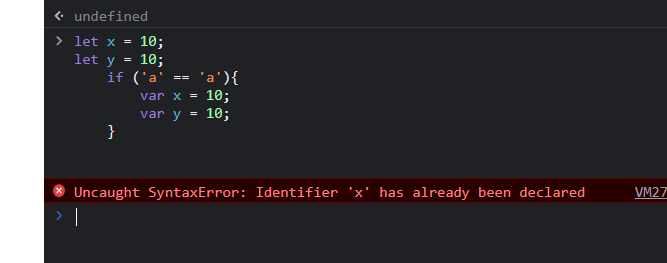 undefined
let x = 10;
let y = 10;
    if ('a' == 'a'){
        var x = 10;
        var y = 10;
    }
Uncaught SyntaxError: Identifier 'x' has already been declared VM27